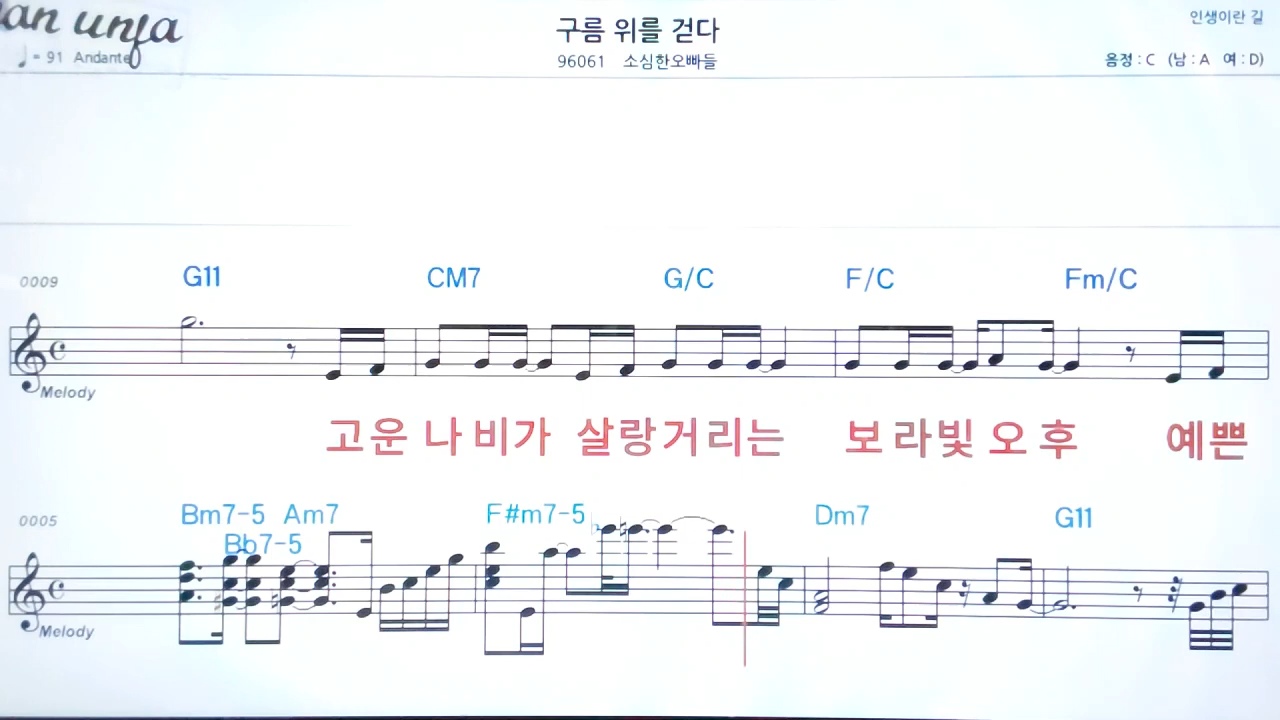 an unfa
구름 위를 걷다
인생이란 길
♩= 91 Andante
96061 소심한오빠들
음정 : C (남 : A 여 : D)
0009 G11 CM7 G/C F/C Fm/C
Melody
고운 나비가 살랑거리는 보라빛 오후 예쁜
0005 Bm7-5 Am7 F#m7-5 Dm7 G11
Bb7-5
Melody